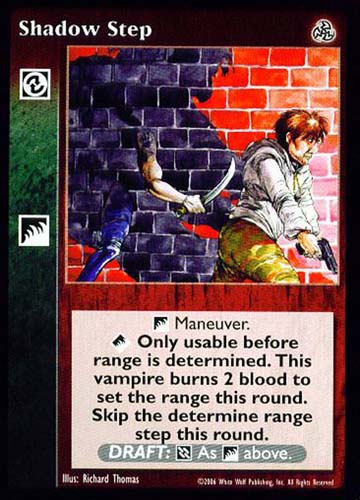 Shadow Step
Maneuver.
Only usable before
range is determined. This
vampire burns 2 blood to
set the range this round.
Skip the determine range
step this round.
DRAFT: As above.
Illus: Richard Thomas
©2006 White Wolf Publishing, Inc. All Rights Reserved